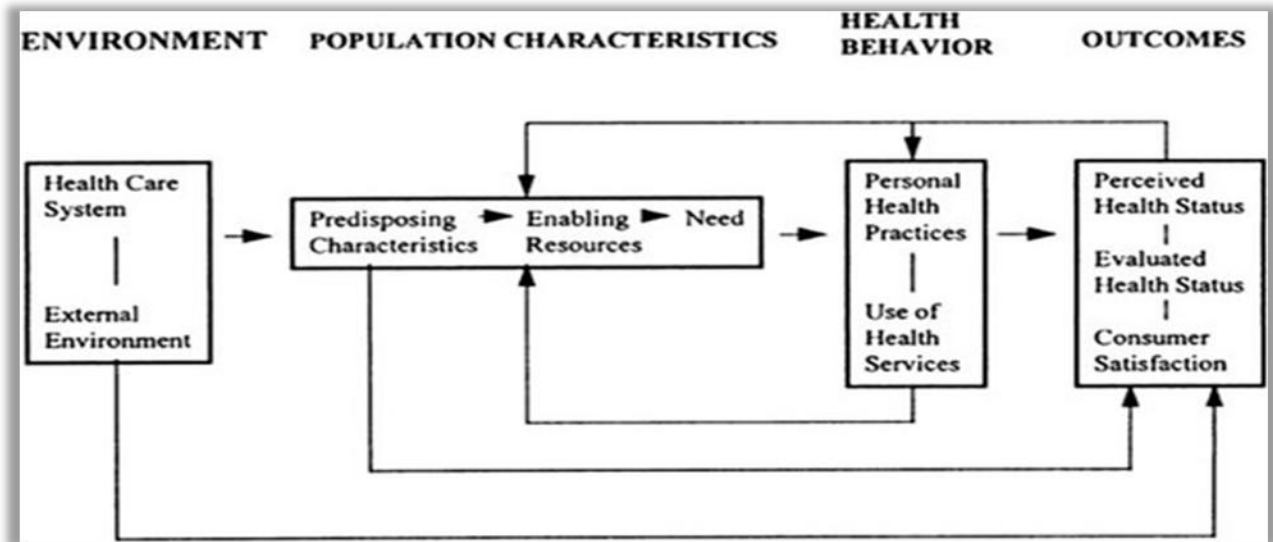 ENVIRONMENT
POPULATION CHARACTERISTICS
HEALTH
BEHAVIOR
OUTCOMES
Health Care
System
External
Environment
Predisposing
Characteristics
Enabling
Resources
Need
Personal
Health
Practices
Use of
Health
Services
Perceived
Health Status
Evaluated
Health Status
Consumer
Satisfaction